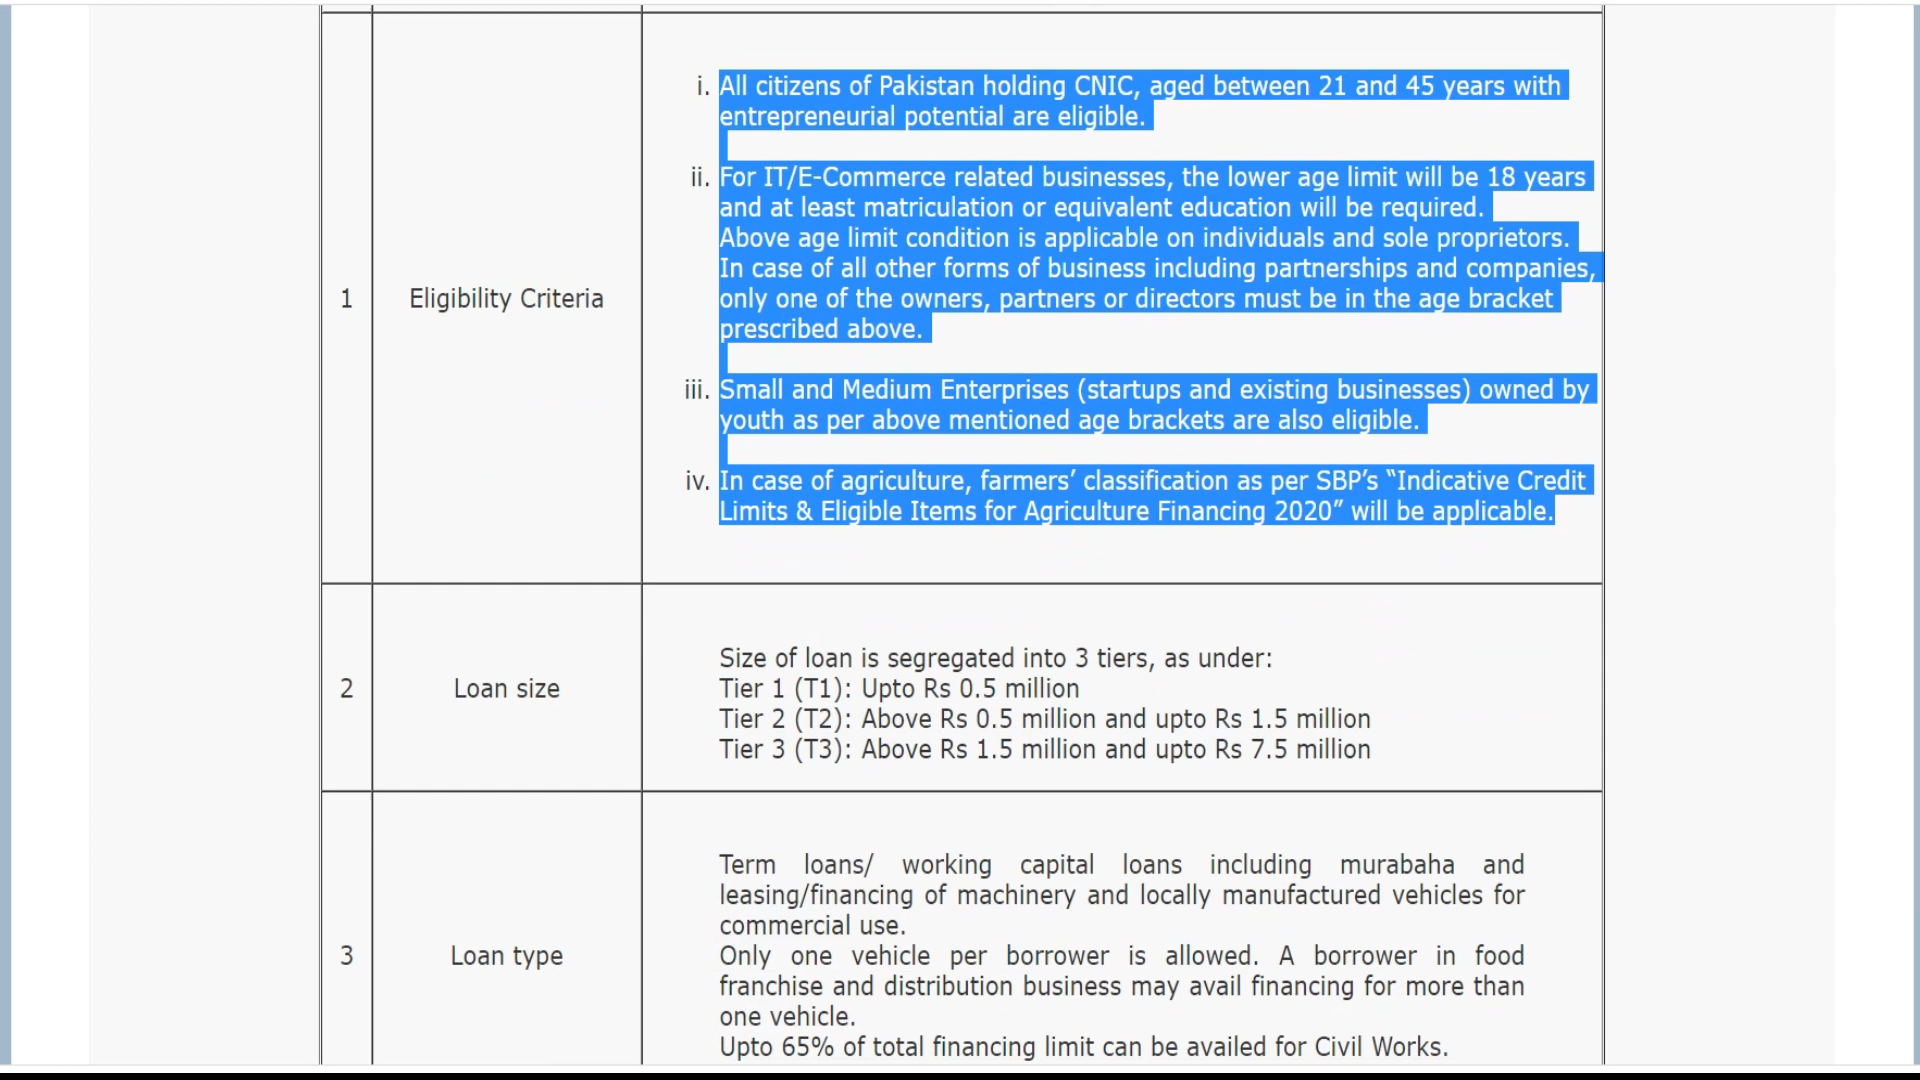 i. All citizens of Pakistan holding CNIC, aged between 21 and 45 years with
entrepreneurial potential are eligible.
ii. For IT/E-Commerce related businesses, the lower age limit will be 18 years
and at least matriculation or equivalent education will be required.
Above age limit condition is applicable on individuals and sole proprietors.
In case of all other forms of business including partnerships and companies,
1 Eligibility Criteria
only one of the owners, partners or directors must be in the age bracket
prescribed above.
iii. Small and Medium Enterprises (startups and existing businesses) owned by
youth as per above mentioned age brackets are also eligible.
iv. In case of agriculture, farmers’ classification as per SBP’s “Indicative Credit
Limits & Eligible Items for Agriculture Financing 2020” will be applicable.
2 Loan size
Size of loan is segregated into 3 tiers, as under:
Tier 1 (T1): Upto Rs 0.5 million
Tier 2 (T2): Above Rs 0.5 million and upto Rs 1.5 million
Tier 3 (T3): Above Rs 1.5 million and upto Rs 7.5 million
3 Loan type
Term loans/ working capital loans including murabaha and
leasing/financing of machinery and locally manufactured vehicles for
commercial use.
Only one vehicle per borrower is allowed. A borrower in food
franchise and distribution business may avail financing for more than
one vehicle.
Upto 65% of total financing limit can be availed for Civil Works.